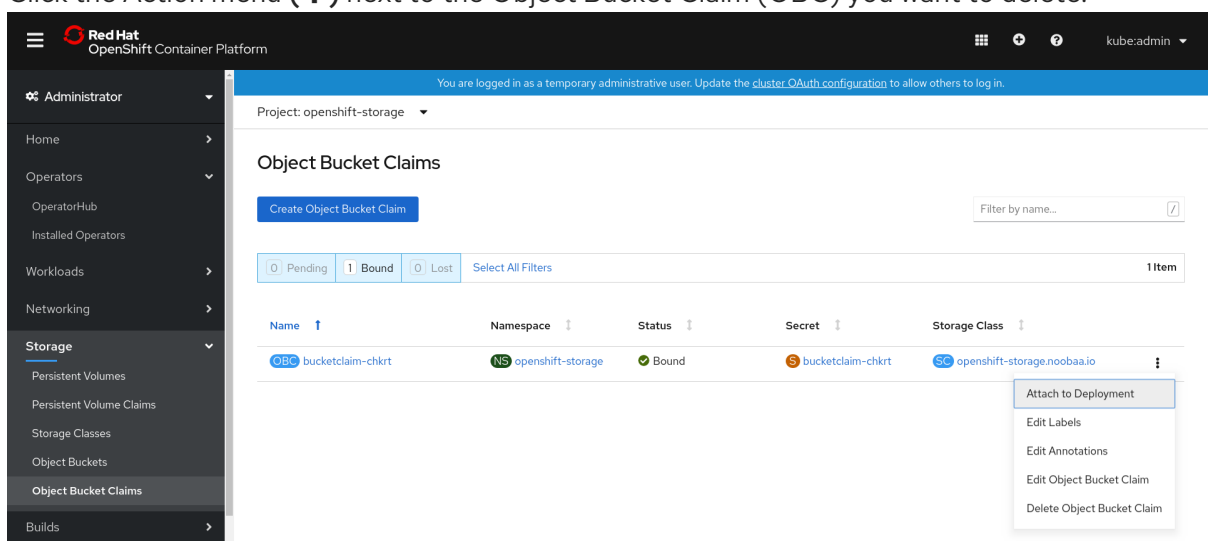 Click the Action menu (⋮) next to the Object Bucket Claim (OBC) you want to delete.
Red Hat
OpenShift Container Platform
kube:admin
Administrator
You are logged in as a temporary administrative user. Update the cluster OAuth configuration to allow others to log in.
Project: openshift-storage
Home
Operators
OperatorHub
Installed Operators
Workloads
Networking
Storage
Persistent Volumes
Persistent Volume Claims
Storage Classes
Object Buckets
Object Bucket Claims
Builds
Object Bucket Claims
Create Object Bucket Claim
Filter by name...
/
0 Pending 1 Bound 0 Lost Select All Filters 1 Item
Name Namespace Status Secret Storage Class
OBC bucketclaim-chkrt NS openshift-storage Bound S bucketclaim-chkrt SC openshift-storage.noobaa.io
Attach to Deployment
Edit Labels
Edit Annotations
Edit Object Bucket Claim
Delete Object Bucket Claim